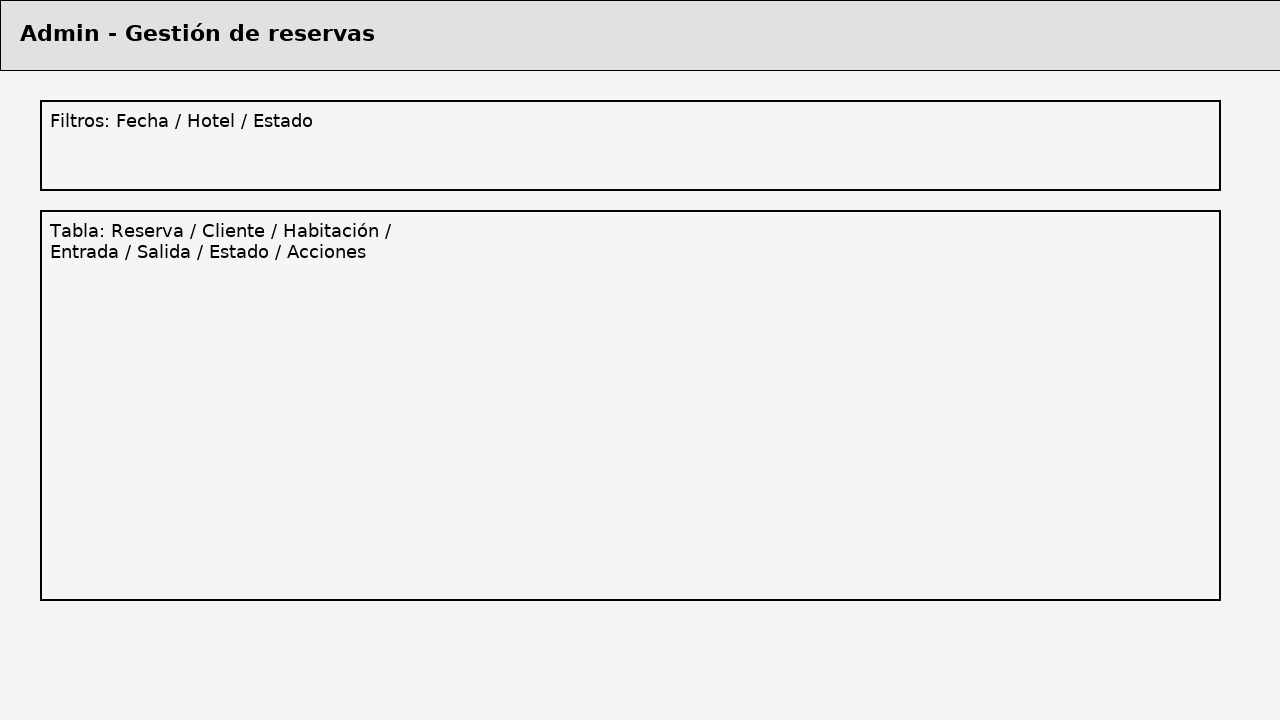 Admin - Gestión de reservas
Filtros: Fecha / Hotel / Estado
Tabla: Reserva / Cliente / Habitación /
Entrada / Salida / Estado / Acciones